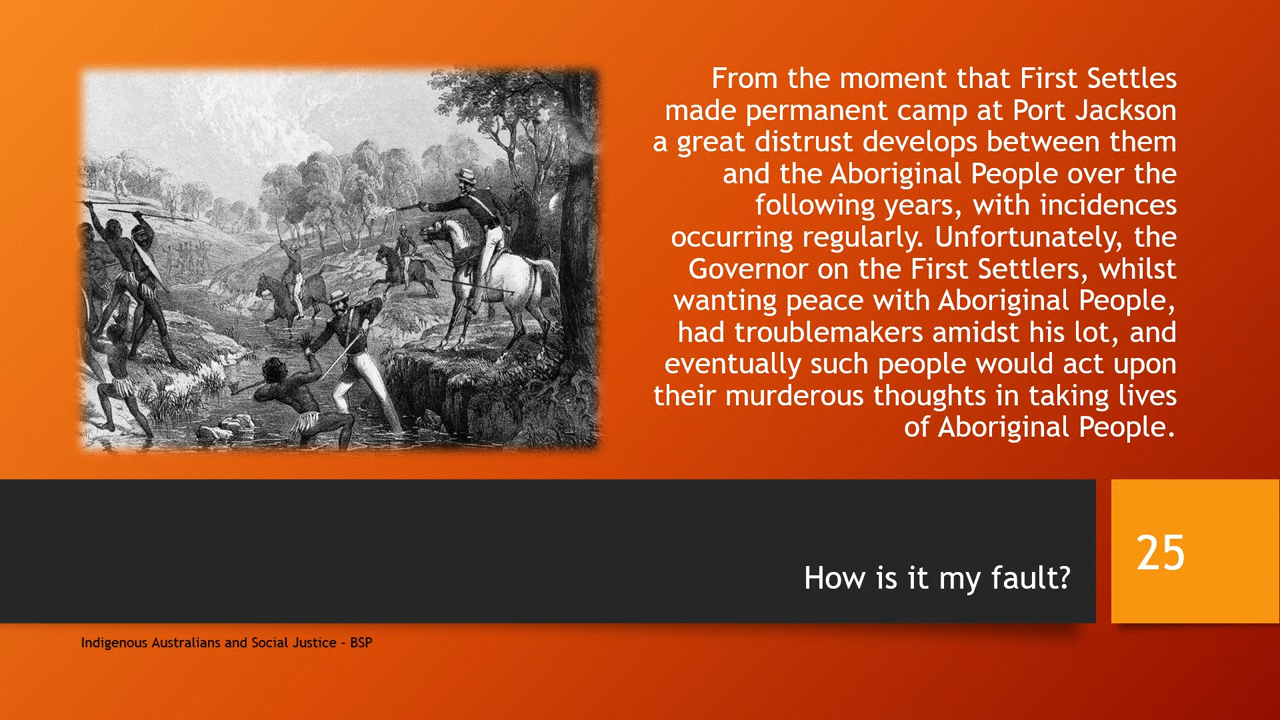 From the moment that First Settles
made permanent camp at Port Jackson
a great distrust develops between them
and the Aboriginal People over the
following years, with incidences
occurring regularly. Unfortunately, the
Governor on the First Settlers, whilst
wanting peace with Aboriginal People,
had troublemakers amidst his lot, and
eventually such people would act upon
their murderous thoughts in taking lives
of Aboriginal People.
How is it my fault?
25
Indigenous Australians and Social Justice - BSP